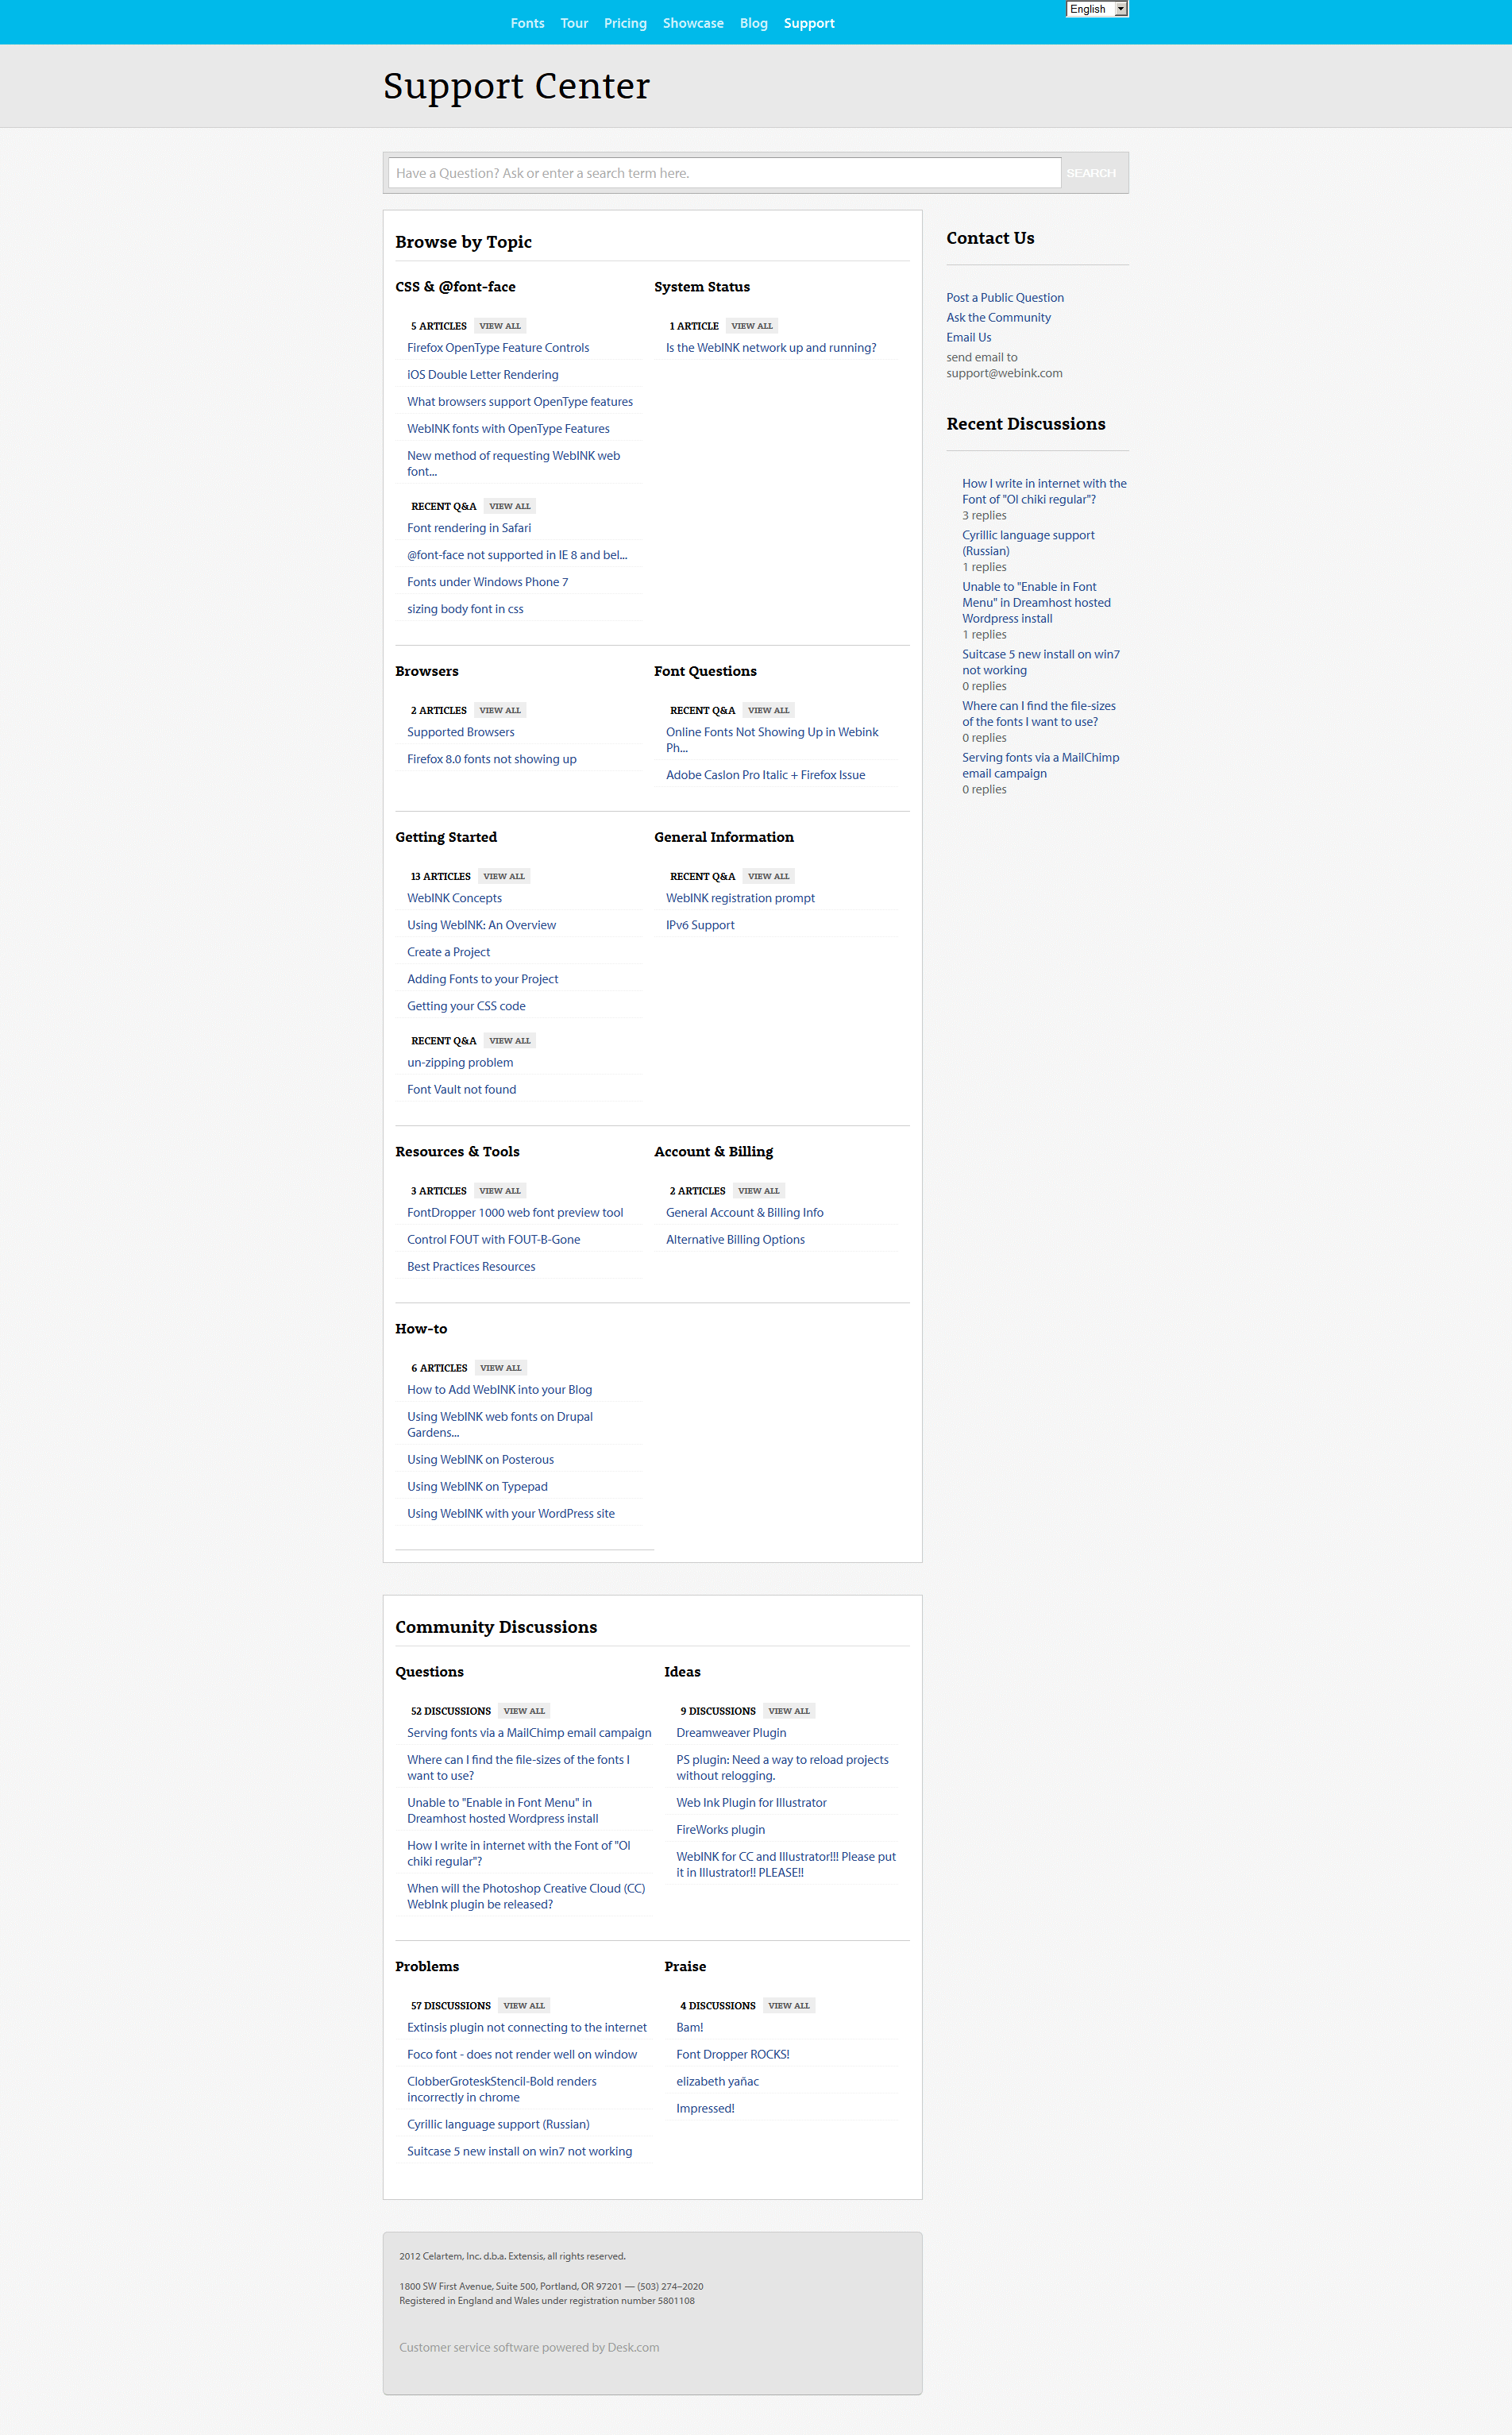 Fonts Tour Pricing Showcase Blog Support
English
Support Center
Have a Question? Ask or enter a search term here.
SEARCH
Browse by Topic
CSS & @font-face
5 ARTICLES VIEW ALL
Firefox OpenType Feature Controls
iOS Double Letter Rendering
What browsers support OpenType features
WebINK fonts with OpenType Features
New method of requesting WebINK web
font...
RECENT Q&A VIEW ALL
Font rendering in Safari
@font-face not supported in IE 8 and bel...
Fonts under Windows Phone 7
sizing body font in css
System Status
1 ARTICLE VIEW ALL
Is the WebINK network up and running?
Browsers
2 ARTICLES VIEW ALL
Supported Browsers
Firefox 8.0 fonts not showing up
Font Questions
RECENT Q&A VIEW ALL
Online Fonts Not Showing Up in Webink
Ph...
Adobe Caslon Pro Italic + Firefox Issue
Getting Started
13 ARTICLES VIEW ALL
WebINK Concepts
Using WebINK: An Overview
Create a Project
Adding Fonts to your Project
Getting your CSS code
RECENT Q&A VIEW ALL
un-zipping problem
Font Vault not found
General Information
RECENT Q&A VIEW ALL
WebINK registration prompt
IPv6 Support
Resources & Tools
3 ARTICLES VIEW ALL
FontDropper 1000 web font preview tool
Control FOUT with FOUT-B-Gone
Best Practices Resources
Account & Billing
2 ARTICLES VIEW ALL
General Account & Billing Info
Alternative Billing Options
How-to
6 ARTICLES VIEW ALL
How to Add WebINK into your Blog
Using WebINK web fonts on Drupal
Gardens...
Using WebINK on Posterous
Using WebINK on Typepad
Using WebINK with your WordPress site
Contact Us
Post a Public Question
Ask the Community
Email Us
send email to
support@webink.com
Recent Discussions
How I write in internet with the
Font of "Ol chiki regular"?
3 replies
Cyrillic language support
(Russian)
1 replies
Unable to "Enable in Font
Menu" in Dreamhost hosted
Wordpress install
1 replies
Suitcase 5 new install on win7
not working
0 replies
Where can I find the file-sizes
of the fonts I want to use?
0 replies
Serving fonts via a MailChimp
email campaign
0 replies
Community Discussions
Questions
52 DISCUSSIONS VIEW ALL
Serving fonts via a MailChimp email campaign
Where can I find the file-sizes of the fonts I
want to use?
Unable to "Enable in Font Menu" in
Dreamhost hosted Wordpress install
How I write in internet with the Font of "Ol
chiki regular"?
When will the Photoshop Creative Cloud (CC)
WebInk plugin be released?
Ideas
9 DISCUSSIONS VIEW ALL
Dreamweaver Plugin
PS plugin: Need a way to reload projects
without relogging.
Web Ink Plugin for Illustrator
FireWorks plugin
WebINK for CC and Illustrator!!! Please put
it in Illustrator!! PLEASE!!
Problems
57 DISCUSSIONS VIEW ALL
Extinsis plugin not connecting to the internet
Foco font - does not render well on window
ClobberGroteskStencil-Bold renders
incorrectly in chrome
Cyrillic language support (Russian)
Suitcase 5 new install on win7 not working
Praise
4 DISCUSSIONS VIEW ALL
Bam!
Font Dropper ROCKS!
elizabeth yañac
Impressed!
2012 Celartem, Inc. d.b.a. Extensis, all rights reserved.
1800 SW First Avenue, Suite 500, Portland, OR 97201 — (503) 274–2020
Registered in England and Wales under registration number 5801108
Customer service software powered by Desk.com